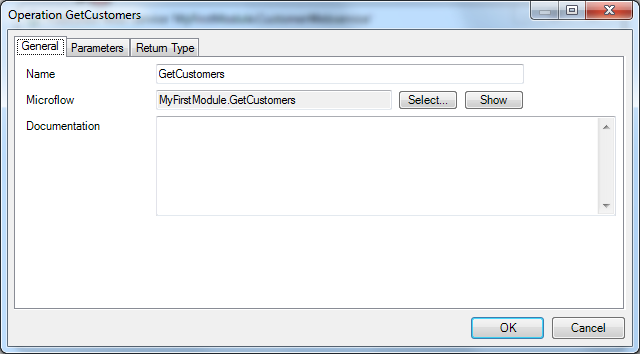 Operation GetCustomers
General Parameters Return Type
Name GetCustomers
Microflow MyFirstModule.GetCustomers Select... Show
Documentation
OK Cancel